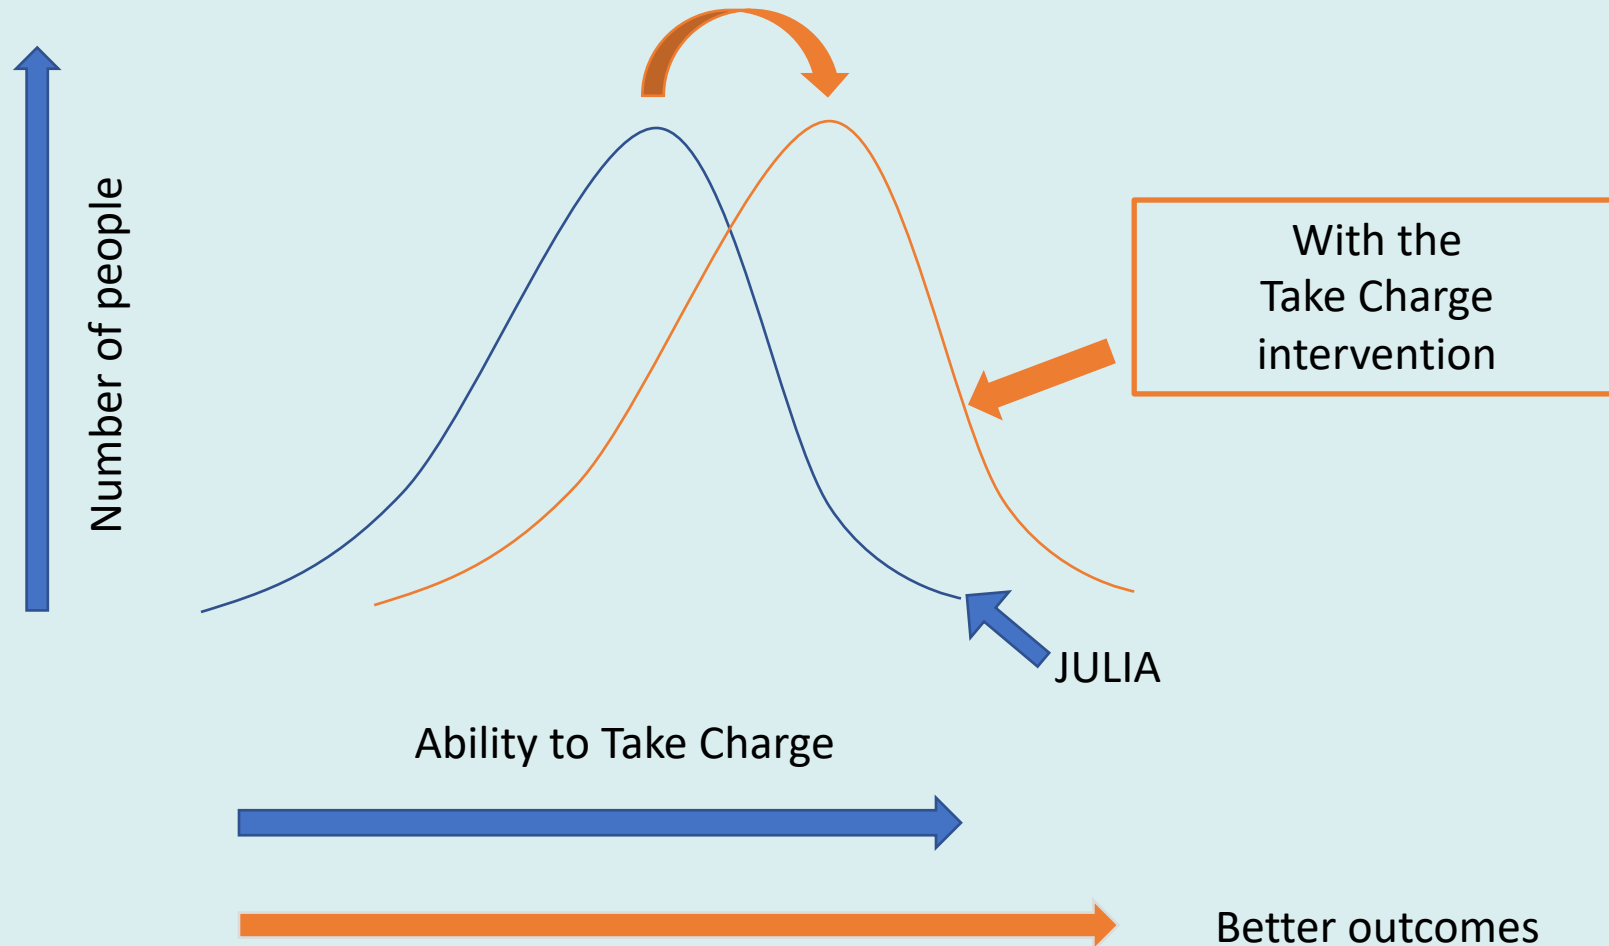 Number of people
With the
Take Charge
intervention
JULIA
Ability to Take Charge
Better outcomes